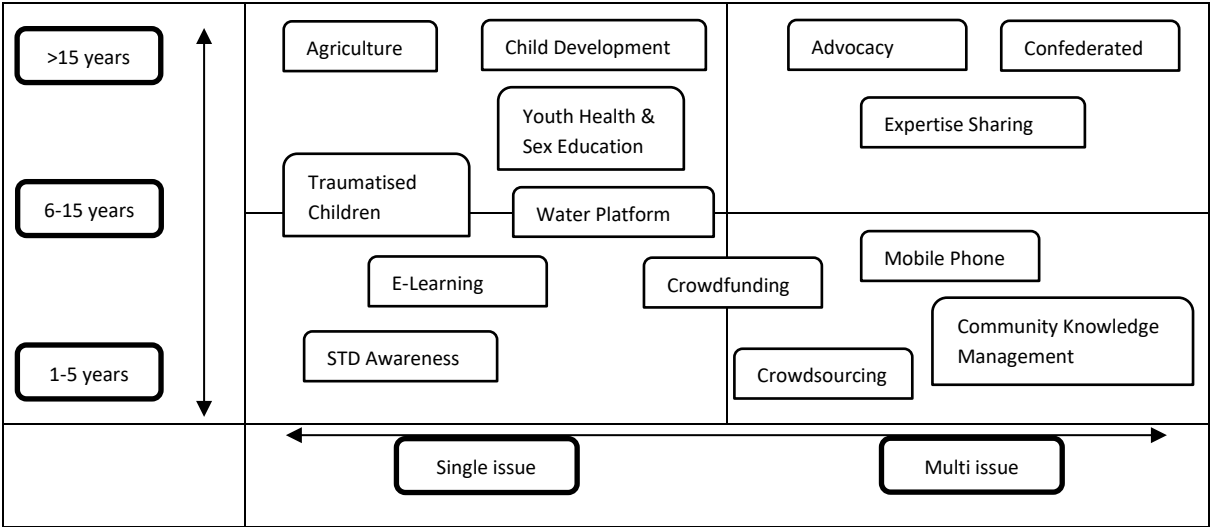 >15 years
Agriculture
Child Development
Advocacy
Confederated
Youth Health &
Sex Education
Expertise Sharing
Traumatised
Children
6-15 years
Water Platform
Mobile Phone
E-Learning
Crowdfunding
Community Knowledge
Management
STD Awareness
1-5 years
Crowdsourcing
Single issue
Multi issue